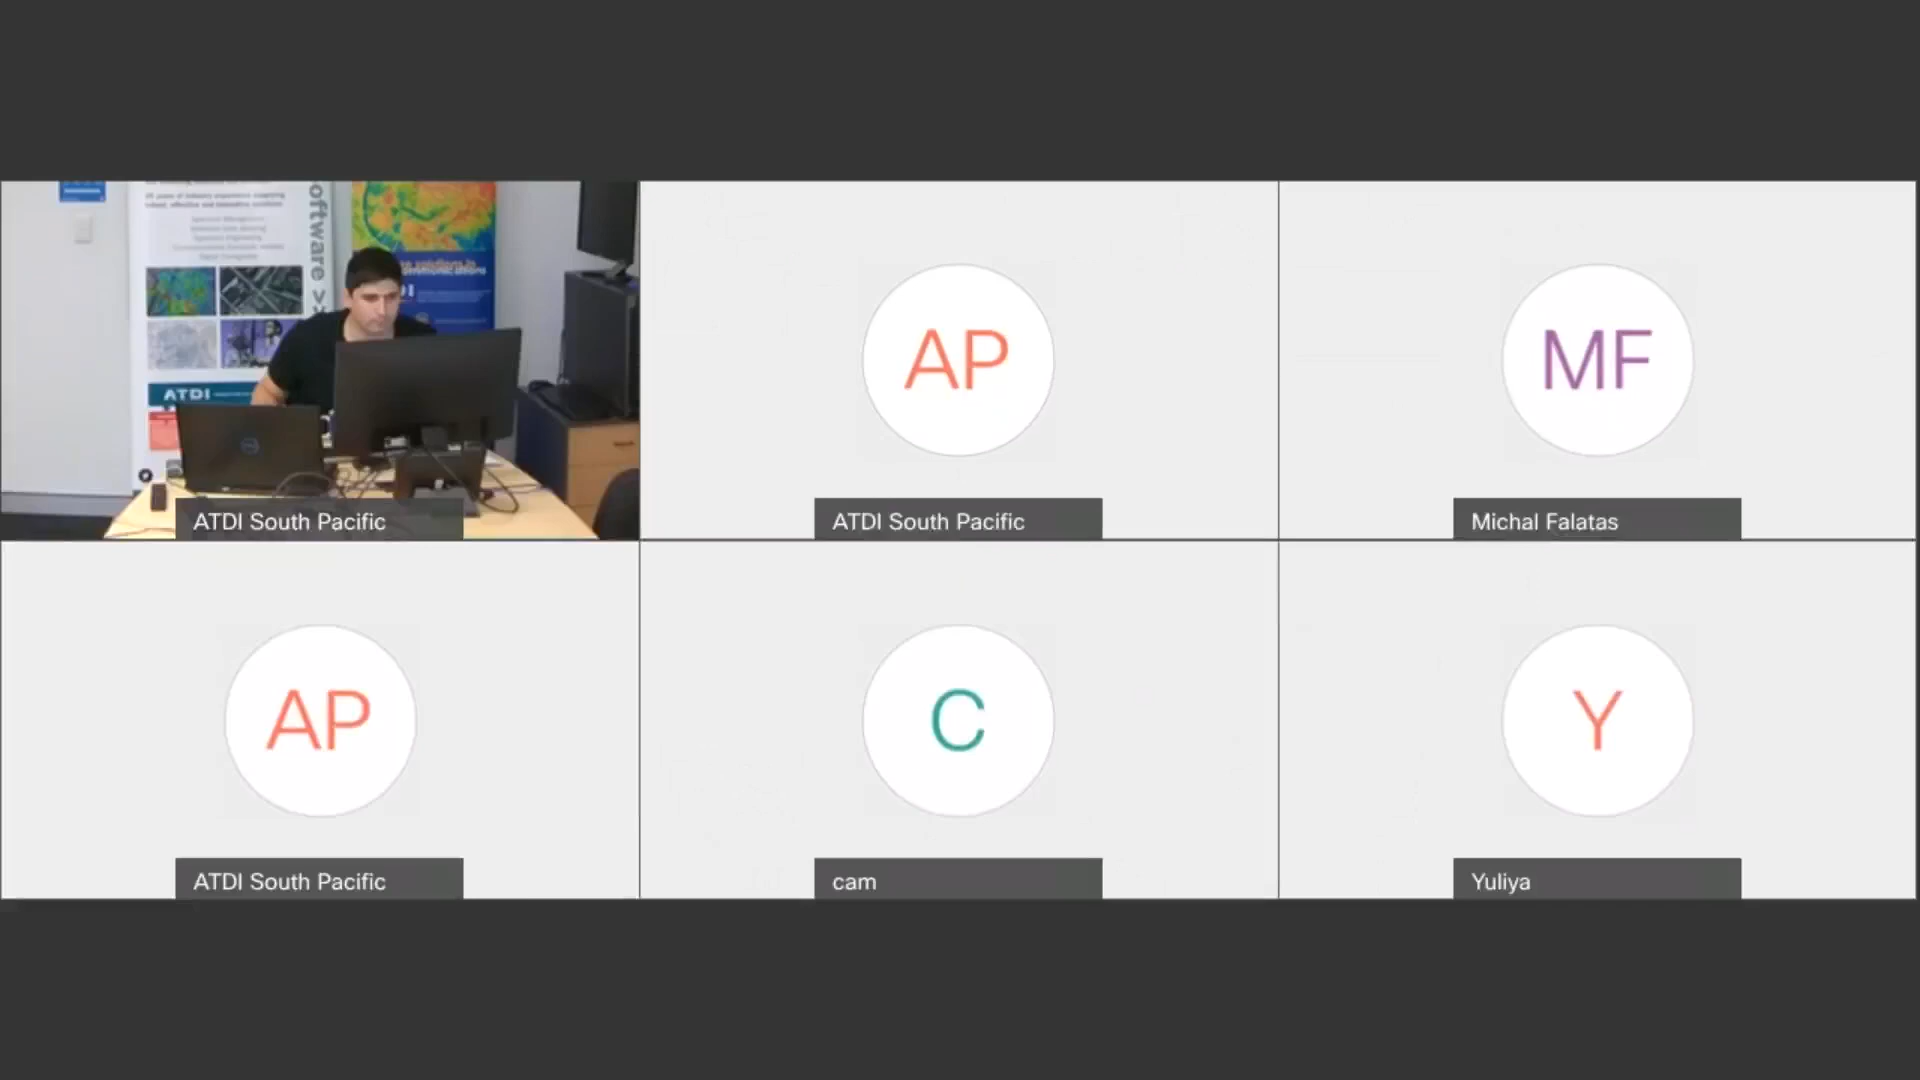 oftware >
ATDI
ATDI South Pacific
AP
ATDI South Pacific
MF
Michal Falatas
AP
ATDI South Pacific
C
cam
Y
Yuliya